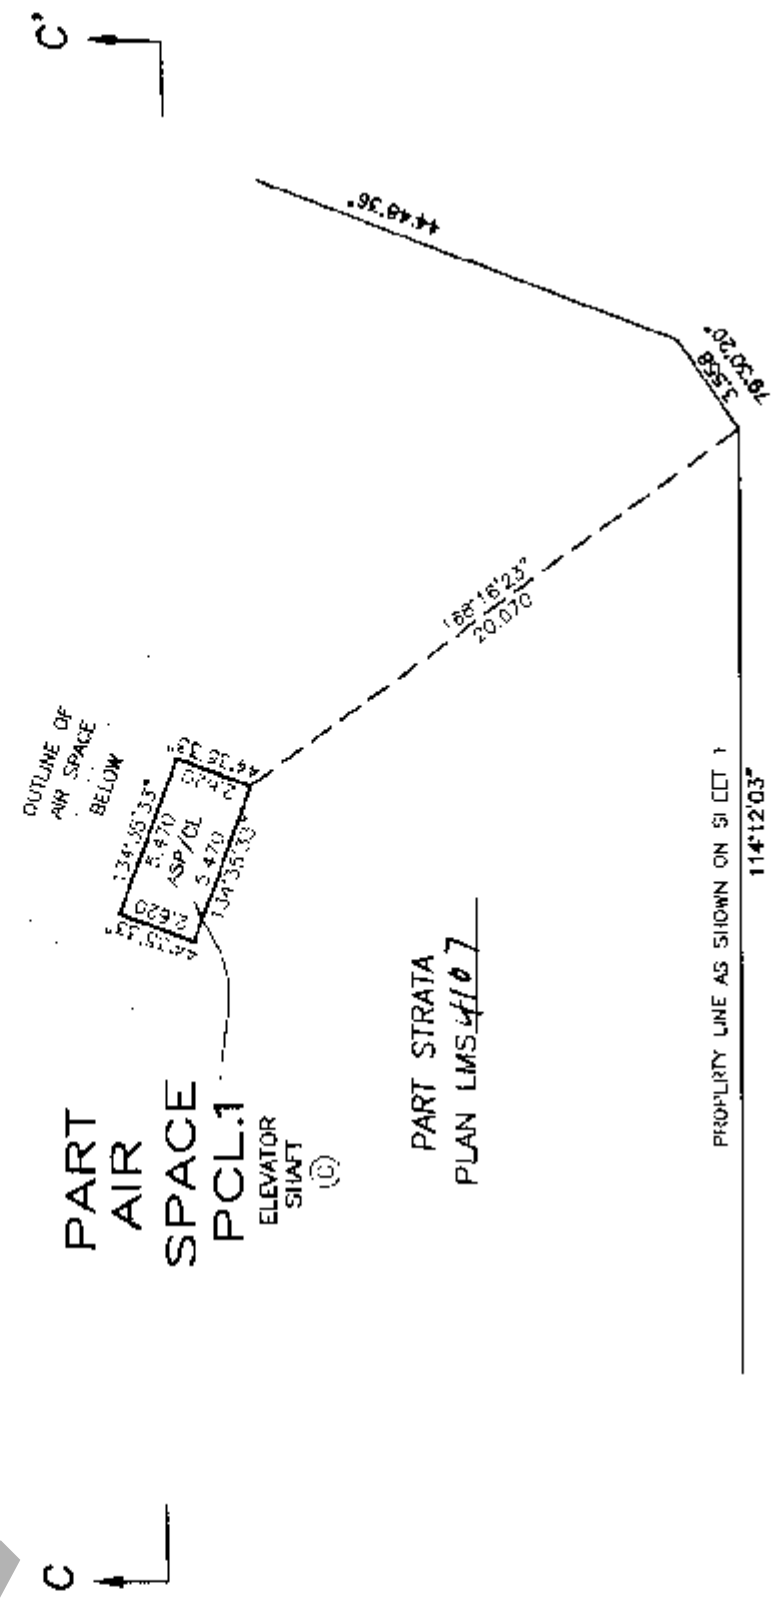 C'
44°48'36"
3.558
79°30'20"
168°16'23"
20.070
OUTLINE OF
AIR SPACE
BELOW
134°35'33"
5.470
ASP/CL
5.470
134°35'33"
2.620
44°35'33"
2.620
44°35'33"
PART
AIR
SPACE
PCL.1
ELEVATOR
SHAFT
(C)
PART STRATA
PLAN LMS 4107
PROPERTY LINE AS SHOWN ON SHEET 1
114°12'03"
C